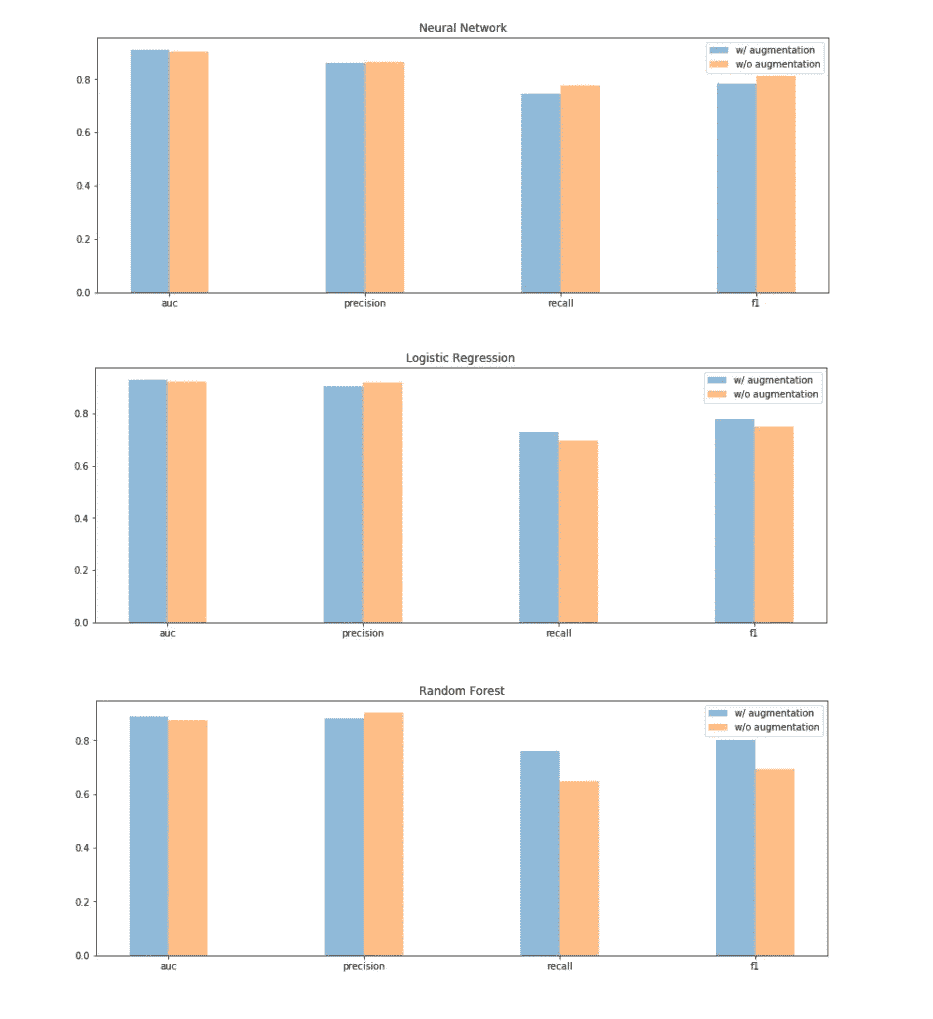 Neural Network
w/ augmentation
w/o augmentation
0.8
0.6
0.4
0.2
0.0
auc precision recall f1
Logistic Regression
w/ augmentation
w/o augmentation
0.8
0.6
0.4
0.2
0.0
auc precision recall f1
Random Forest
w/ augmentation
w/o augmentation
0.8
0.6
0.4
0.2
0.0
auc precision recall f1